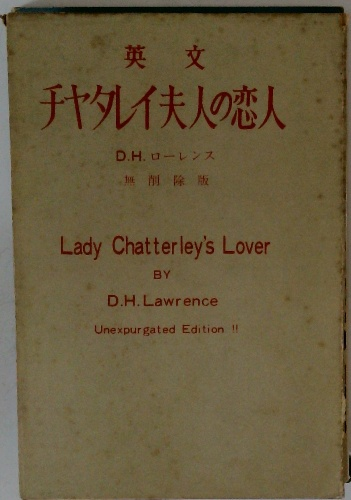 英文
チヤタレイ夫人の恋人
D.H.ローレンス
無削除版
Lady Chatterley's Lover
BY
D.H.Lawrence
Unexpurgated Edition !!